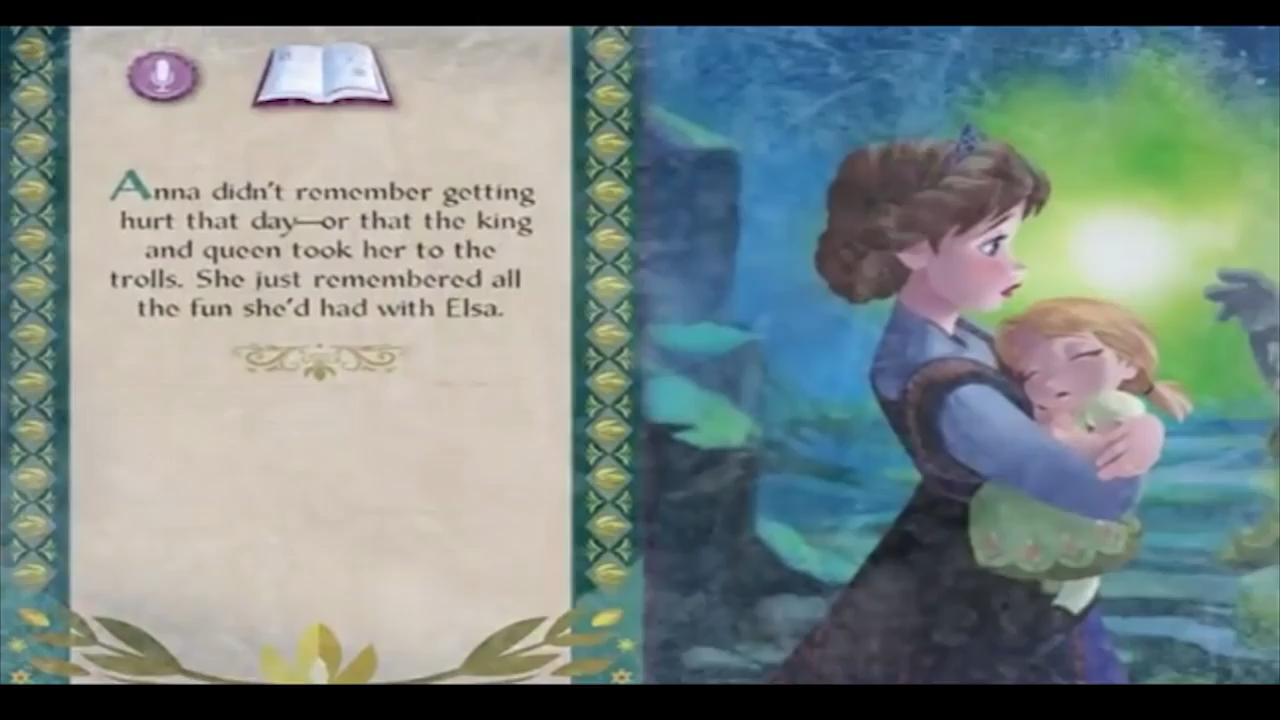 Anna didn't remember getting
hurt that day—or that the king
and queen took her to the
trolls. She just remembered all
the fun she'd had with Elsa.